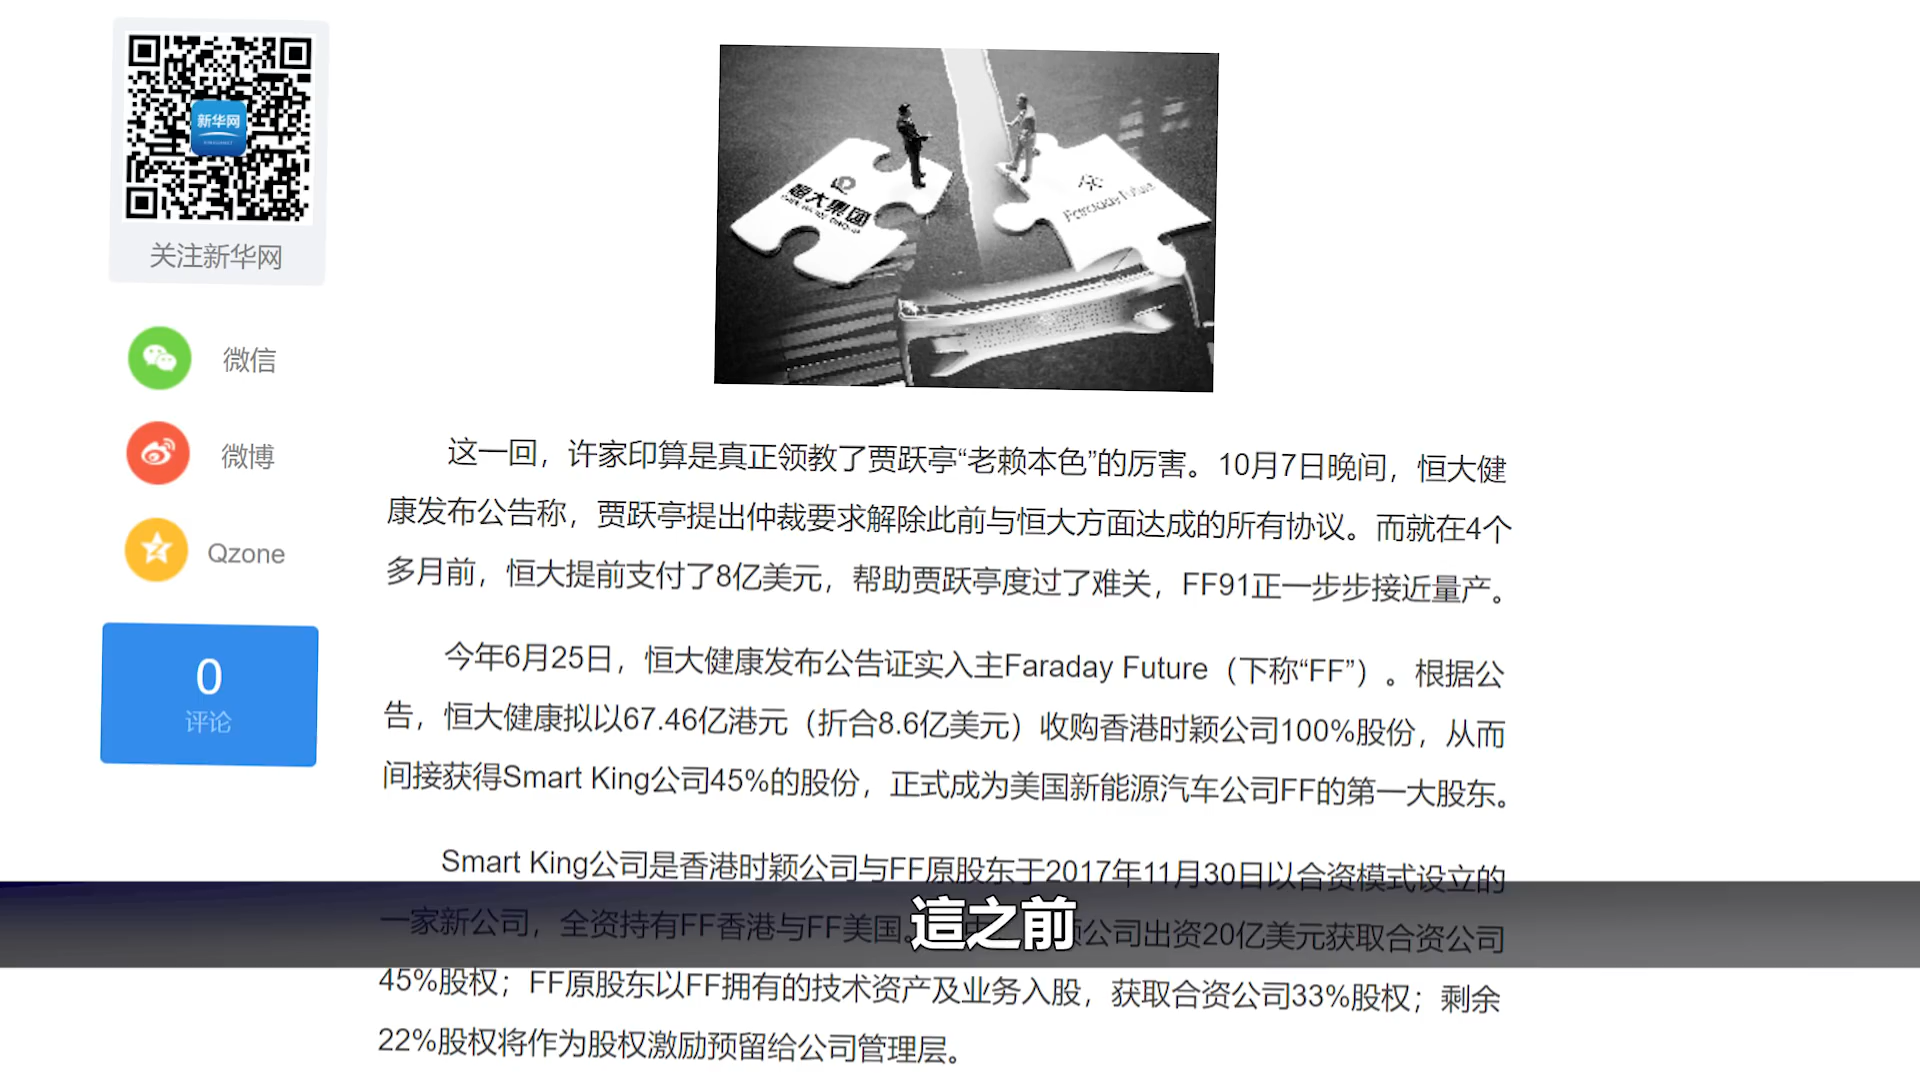 新华网
关注新华网
微信
微博
Qzone
0
评论
恒大集团
Faraday Future
这一回，许家印算是真正领教了贾跃亭“老赖本色”的厉害。10月7日晚间，恒大健
康发布公告称，贾跃亭提出仲裁要求解除此前与恒大方面达成的所有协议。而就在4个
多月前，恒大提前支付了8亿美元，帮助贾跃亭度过了难关，FF91正一步步接近量产。
今年6月25日，恒大健康发布公告证实入主Faraday Future（下称“FF”）。根据公
告，恒大健康拟以67.46亿港元（折合8.6亿美元）收购香港时颖公司100%股份，从而
间接获得Smart King公司45%的股份，正式成为美国新能源汽车公司FF的第一大股东。
Smart King公司是香港时颖公司与FF原股东于2017年11月30日以合资模式设立的
一家新公司，全资持有FF香港与FF美国。公司出资20亿美元获取合资公司
45%股权；FF原股东以FF拥有的技术资产及业务入股，获取合资公司33%股权；剩余
22%股权将作为股权激励预留给公司管理层。
這之前